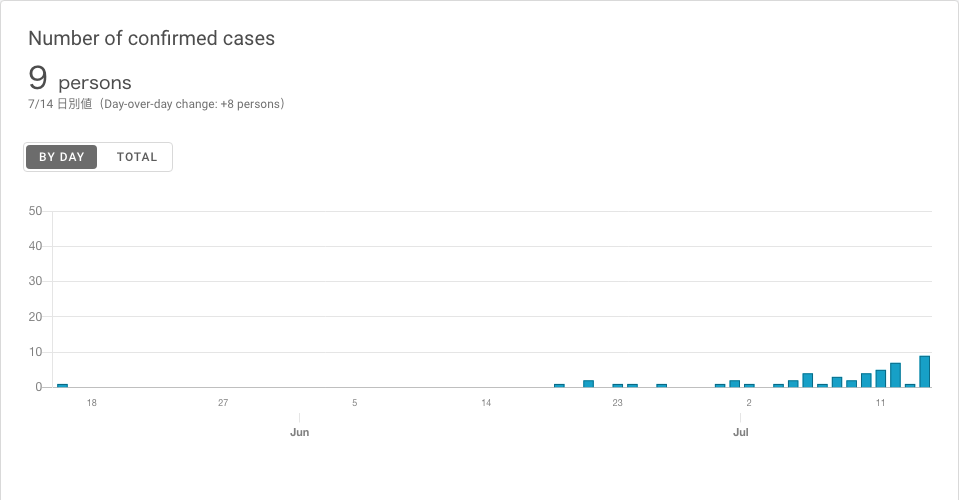 Number of confirmed cases
9 persons
7/14 日別値（Day-over-day change: +8 persons）
BY DAY TOTAL
50
40
30
20
10
0
18 27 5 14 23 2 11
Jun Jul